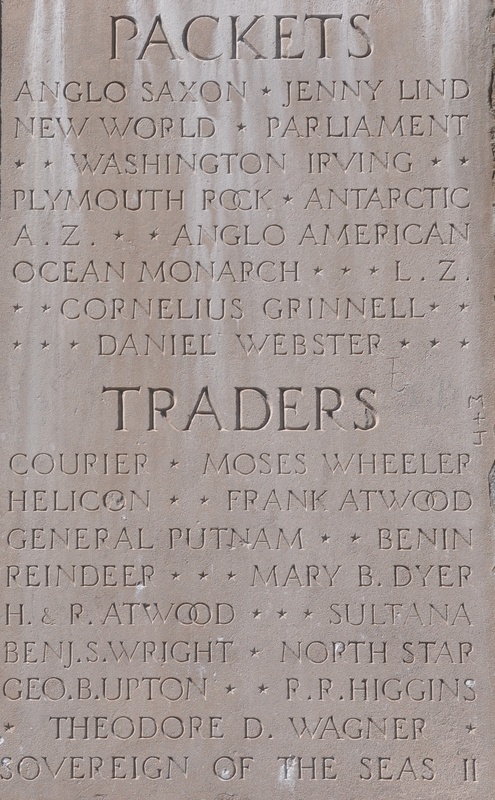 PACKETS
ANGLO SAXON * JENNY LIND
NEW WORLD * PARLIAMENT
* * WASHINGTON IRVING * *
PLYMOUTH ROCK * ANTARCTIC
A. Z. * * ANGLO AMERICAN
OCEAN MONARCH * * * L. Z.
* * CORNELIUS GRINNELL * *
* * * DANIEL WEBSTER * * *
TRADERS
COURIER * MOSES WHEELER
HELICON * * FRANK ATWOOD
GENERAL PUTNAM * * BENIN
REINDEER * * * MARY B. DYER
H. & R. ATWOOD * * * SULTANA
BENJ.S.WRIGHT * NORTH STAR
GEO.B.UPTON * * R.R.HIGGINS
* THEODORE D. WAGNER *
SOVEREIGN OF THE SEAS II